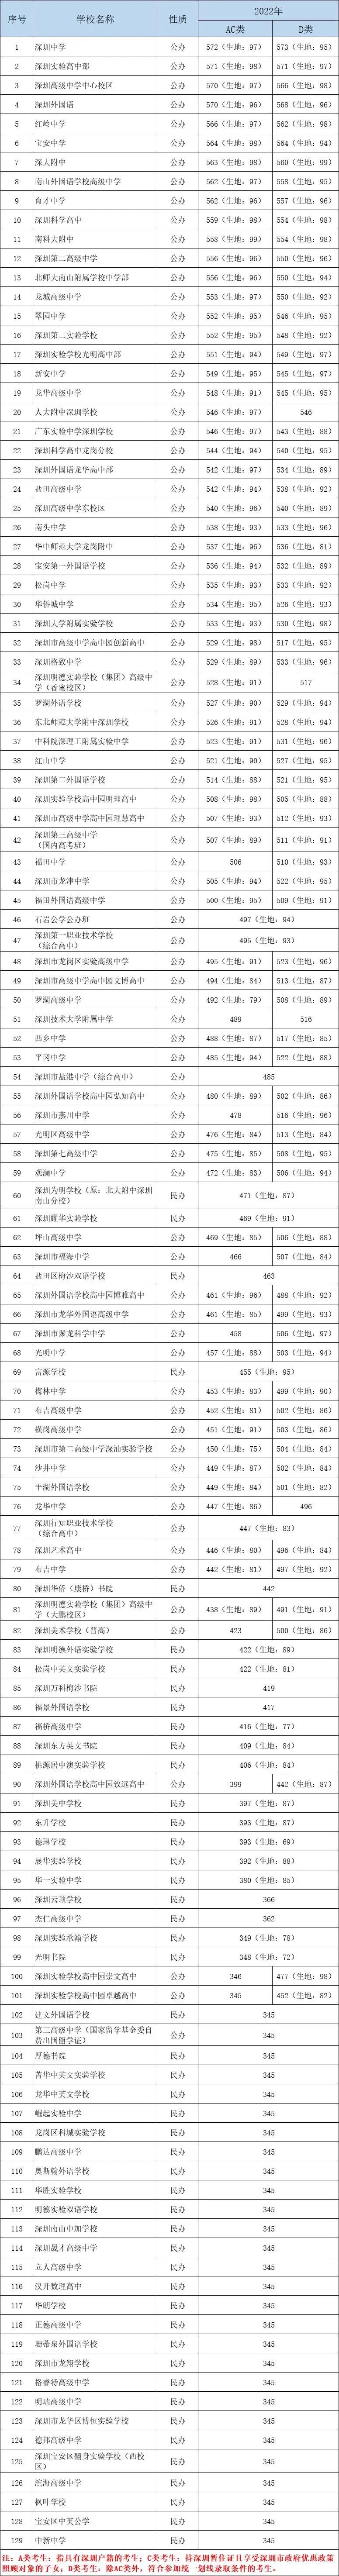 序号 学校名称 性质 2022年
AC类 D类
1 深圳中学 公办 572（生地：97） 573（生地：95）
2 深圳实验高中部 公办 571（生地：98） 571（生地：97）
3 深圳高级中学中心校区 公办 570（生地：97） 566（生地：98）
4 深圳外国语 公办 570（生地：96） 568（生地：96）
5 红岭中学 公办 566（生地：97） 562（生地：98）
6 宝安中学 公办 564（生地：98） 564（生地：94）
7 深大附中 公办 563（生地：98） 560（生地：99）
8 南山外国语学校高级中学 公办 562（生地：97） 558（生地：95）
9 育才中学 公办 562（生地：96） 557（生地：96）
10 深圳科学高中 公办 559（生地：98） 554（生地：98）
11 南科大附中 公办 558（生地：99） 554（生地：98）
12 深圳第二高级中学 公办 556（生地：96） 550（生地：96）
13 北师大南山附属学校中学部 公办 556（生地：96） 550（生地：94）
14 龙城高级中学 公办 553（生地：97） 550（生地：92）
15 翠园中学 公办 552（生地：95） 546（生地：95）
16 深圳第二实验学校 公办 552（生地：95） 548（生地：92）
17 深圳实验学校光明高中部 公办 551（生地：94） 549（生地：97）
18 新安中学 公办 549（生地：95） 545（生地：97）
19 龙华高级中学 公办 548（生地：91） 545（生地：95）
20 人大附中深圳学校 公办 546（生地：97） 546
21 广东实验中学深圳学校 公办 546（生地：97） 543（生地：88）
22 深圳科学高中龙岗分校 公办 544（生地：94） 540（生地：95）
23 深圳外国语龙华高中部 公办 542（生地：97） 534（生地：89）
24 盐田高级中学 公办 542（生地：94） 538（生地：92）
25 深圳高级中学东校区 公办 540（生地：96） 540（生地：89）
26 南头中学 公办 538（生地：93） 533（生地：96）
27 华中师范大学龙岗附中 公办 537（生地：96） 536（生地：81）
28 宝安第一外国语学校 公办 536（生地：94） 532（生地：89）
29 松岗中学 公办 535（生地：93） 533（生地：92）
30 华侨城中学 公办 534（生地：95） 526（生地：93）
31 深圳大学附属实验学校 公办 533（生地：93） 530（生地：98）
32 深圳市高级中学高中园创新高中 公办 529（生地：98） 517（生地：95）
33 深圳格致中学 公办 529（生地：89） 533（生地：96）
34 深圳明德实验学校（集团）高级中
学（香蜜校区） 公办 528（生地：91） 517
35 罗湖外语学校 公办 527（生地：90） 529（生地：94）
36 东北师范大学附中深圳学校 公办 526（生地：91） 528（生地：94）
37 中科院深理工附属实验中学 公办 523（生地：91） 531（生地：96）
38 红山中学 公办 521（生地：90） 527（生地：95）
39 深圳第二外国语学校 公办 514（生地：88） 521（生地：95）
40 深圳实验学校高中园明理高中 公办 508（生地：98） 505（生地：88）
41 深圳市高级中学高中园理慧高中 公办 507（生地：93） 512（生地：93）
42 深圳第三高级中学
（国内高考班） 公办 507（生地：89） 511（生地：91）
43 福田中学 公办 506 510（生地：93）
44 深圳市龙津中学 公办 505（生地：94） 522（生地：95）
45 福田外国语高级中学 公办 500（生地：95） 509（生地：91）
46 石岩公学公办班 公办 497（生地：94）
47 深圳第一职业技术学校
（综合高中） 公办 495（生地：93）
48 深圳市龙岗区实验高级中学 公办 495（生地：91） 523（生地：96）
49 深圳市高级中学高中园文博高中 公办 494（生地：84） 513（生地：87）
50 罗湖高级中学 公办 492（生地：79） 508（生地：89）
51 深圳技术大学附属中学 公办 489 516
52 西乡中学 公办 488（生地：87） 517（生地：85）
53 平冈中学 公办 485（生地：94） 522（生地：88）
54 深圳市盐港中学（综合高中） 公办 485
55 深圳外国语学校高中园弘知高中 公办 480（生地：89） 502（生地：86）
56 深圳市燕川中学 公办 478 516（生地：96）
57 光明区高级中学 公办 476（生地：84） 513（生地：84）
58 深圳第七高级中学 公办 475（生地：85） 508（生地：95）
59 观澜中学 公办 472（生地：83） 506（生地：94）
60 深圳为明学校（原：北大附中深圳
南山分校） 民办 471（生地：87）
61 深圳耀华实验学校 民办 469（生地：91）
62 坪山高级中学 公办 469（生地：85） 506（生地：88）
63 深圳市福海中学 公办 466 507（生地：84）
64 盐田区梅沙双语学校 民办 463
65 深圳外国语学校高中园博雅高中 公办 461（生地：96） 488（生地：92）
66 深圳市龙华外国语高级中学 公办 461（生地：85） 499（生地：93）
67 深圳市聚龙科学中学 公办 458 506（生地：97）
68 光明中学 公办 457（生地：88） 503（生地：94）
69 富源学校 民办 455（生地：95）
70 梅林中学 公办 453（生地：83） 499（生地：90）
71 布吉高级中学 公办 452（生地：81） 502（生地：86）
72 横岗高级中学 公办 451（生地：91） 503（生地：86）
73 深圳市第二高级中学深汕实验学校 公办 450（生地：75） 504（生地：84）
74 沙井中学 公办 449（生地：87） 502（生地：84）
75 平湖外国语学校 公办 449（生地：84） 501（生地：82）
76 龙华中学 公办 447（生地：86） 496
77 深圳行知职业技术学校
（综合高中） 公办 447（生地：83）
78 深圳艺术高中 公办 446（生地：80） 496（生地：84）
79 布吉中学 公办 442（生地：81） 497（生地：92）
80 深圳华侨（康桥）书院 民办 442
81 深圳明德实验学校（集团）高级中
学（大鹏校区） 公办 438（生地：89） 491（生地：91）
82 深圳美术学校（普高） 公办 423 500（生地：86）
83 深圳明德外语实验学校 民办 422（生地：89）
84 松岗中英文实验学校 民办 422（生地：81）
85 深圳万科梅沙书院 民办 419
86 福景外国语学校 民办 417
87 福桥高级中学 民办 416（生地：77）
88 深圳东方英文书院 民办 409（生地：84）
89 桃源居中澳实验学校 民办 406（生地：84）
90 深圳外国语学校高中园致远高中 公办 399 442（生地：87）
91 深圳美中学校 民办 397（生地：87）
92 东升学校 民办 393（生地：87）
93 德琳学校 民办 393（生地：69）
94 展华实验学校 民办 392（生地：88）
95 华一实验中学 民办 380（生地：85）
96 深圳云顶学校 民办 366
97 杰仁高级中学 民办 362
98 深圳实验承翰学校 民办 349（生地：78）
99 光明书院 民办 348（生地：72）
100 深圳实验学校高中园崇文高中 公办 346 477（生地：98）
101 深圳实验学校高中园卓越高中 公办 345 452（生地：82）
102 建文外国语学校 民办 345
103 第三高级中学（国家留学基金委自
费出国留学证） 公办 345
104 厚德书院 民办 345
105 菁华中英文实验学校 民办 345
106 龙华中英文学校 民办 345
107 崛起实验中学 民办 345
108 龙岗区科城实验学校 民办 345
109 鹏达高级中学 民办 345
110 奥斯翰外语学校 民办 345
111 华胜实验学校 民办 345
112 明德实验双语学校 民办 345
113 深圳南山中加学校 民办 345
114 深圳晟才高级中学 民办 345
115 立人高级中学 民办 345
116 汉开数理高中 民办 345
117 华朗学校 民办 345
118 正德高级中学 民办 345
119 珊蒂泉外国语学校 民办 345
120 深圳市龙翔学校 民办 345
121 格睿特高级中学 民办 345
122 明瑞高级中学 民办 345
123 深圳市龙华区博恒实验学校 民办 345
124 德邦高级中学 民办 345
125 深圳宝安区翻身实验学校（西校
区） 民办 345
126 滨海高级中学 民办 345
127 枫叶学校 民办 345
128 宝安区中英公学 民办 345
129 中新中学 民办 345
注：A类考生：指具有深圳户籍的考生；C类考生：持深圳暂住证且享受深圳市政府优惠政策
照顾对象的子女；D类考生：除AC类外，符合参加统一划线录取条件的考生。